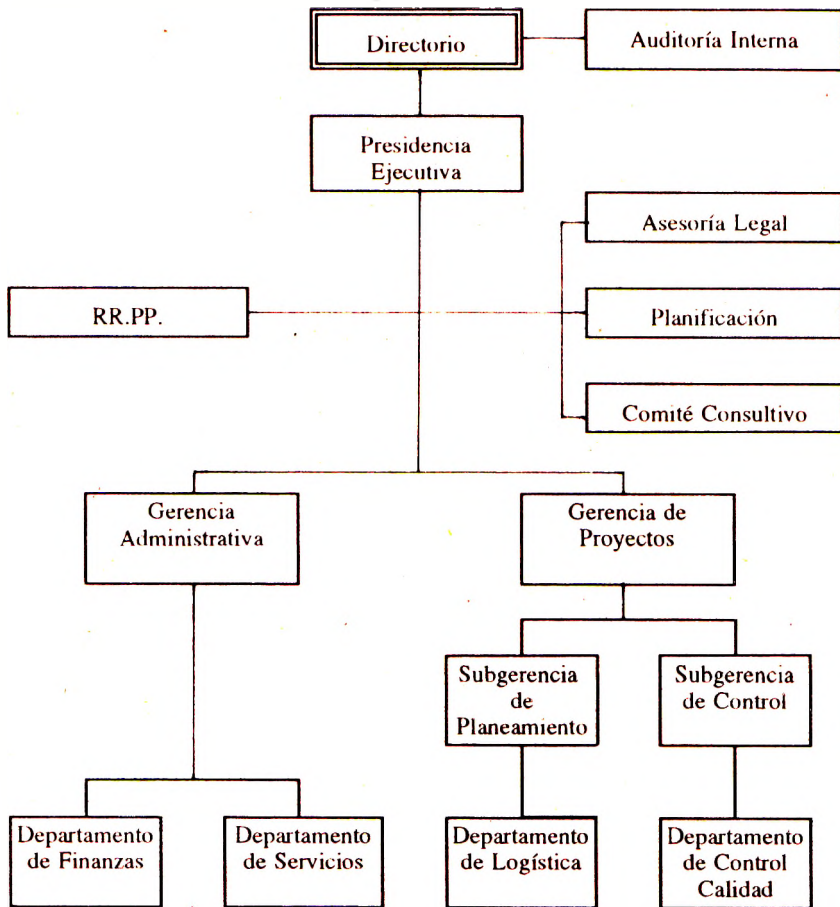 Directorio
Auditoría Interna
Presidencia
Ejecutiva
Asesoría Legal
RR.PP.
Planificación
Comité Consultivo
Gerencia
Administrativa
Gerencia de
Proyectos
Subgerencia
de
Planeamiento
Subgerencia
de Control
Departamento
de Finanzas
Departamento
de Servicios
Departamento
de Logística
Departamento
de Control
Calidad